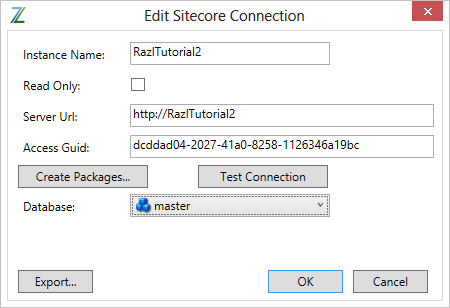 Edit Sitecore Connection
Instance Name: RazlTutorial2
Read Only:
Server Url: http://RazlTutorial2
Access Guid: dcddad04-2027-41a0-8258-1126346a19bc
Create Packages... Test Connection
Database: master
Export... OK Cancel